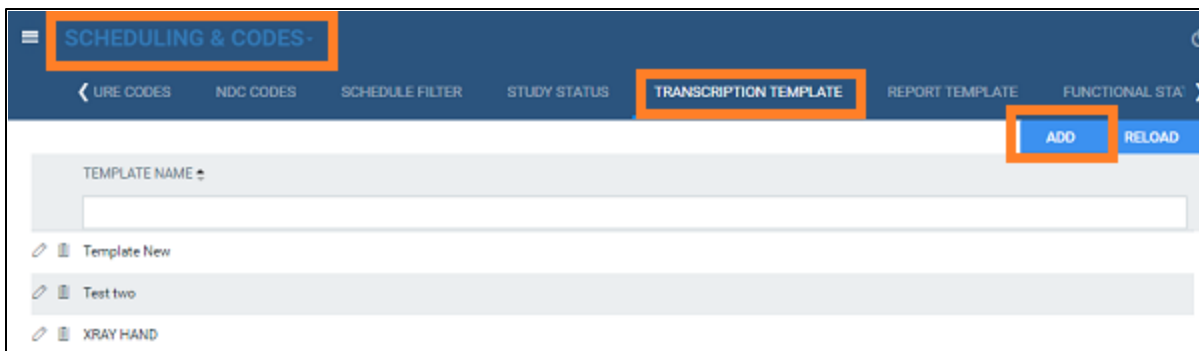 SCHEDULING & CODES
URE CODES NDC CODES SCHEDULE FILTER STUDY STATUS TRANSCRIPTION TEMPLATE REPORT TEMPLATE FUNCTIONAL STA
ADD RELOAD
TEMPLATE NAME
Template New
Test two
XRAY HAND